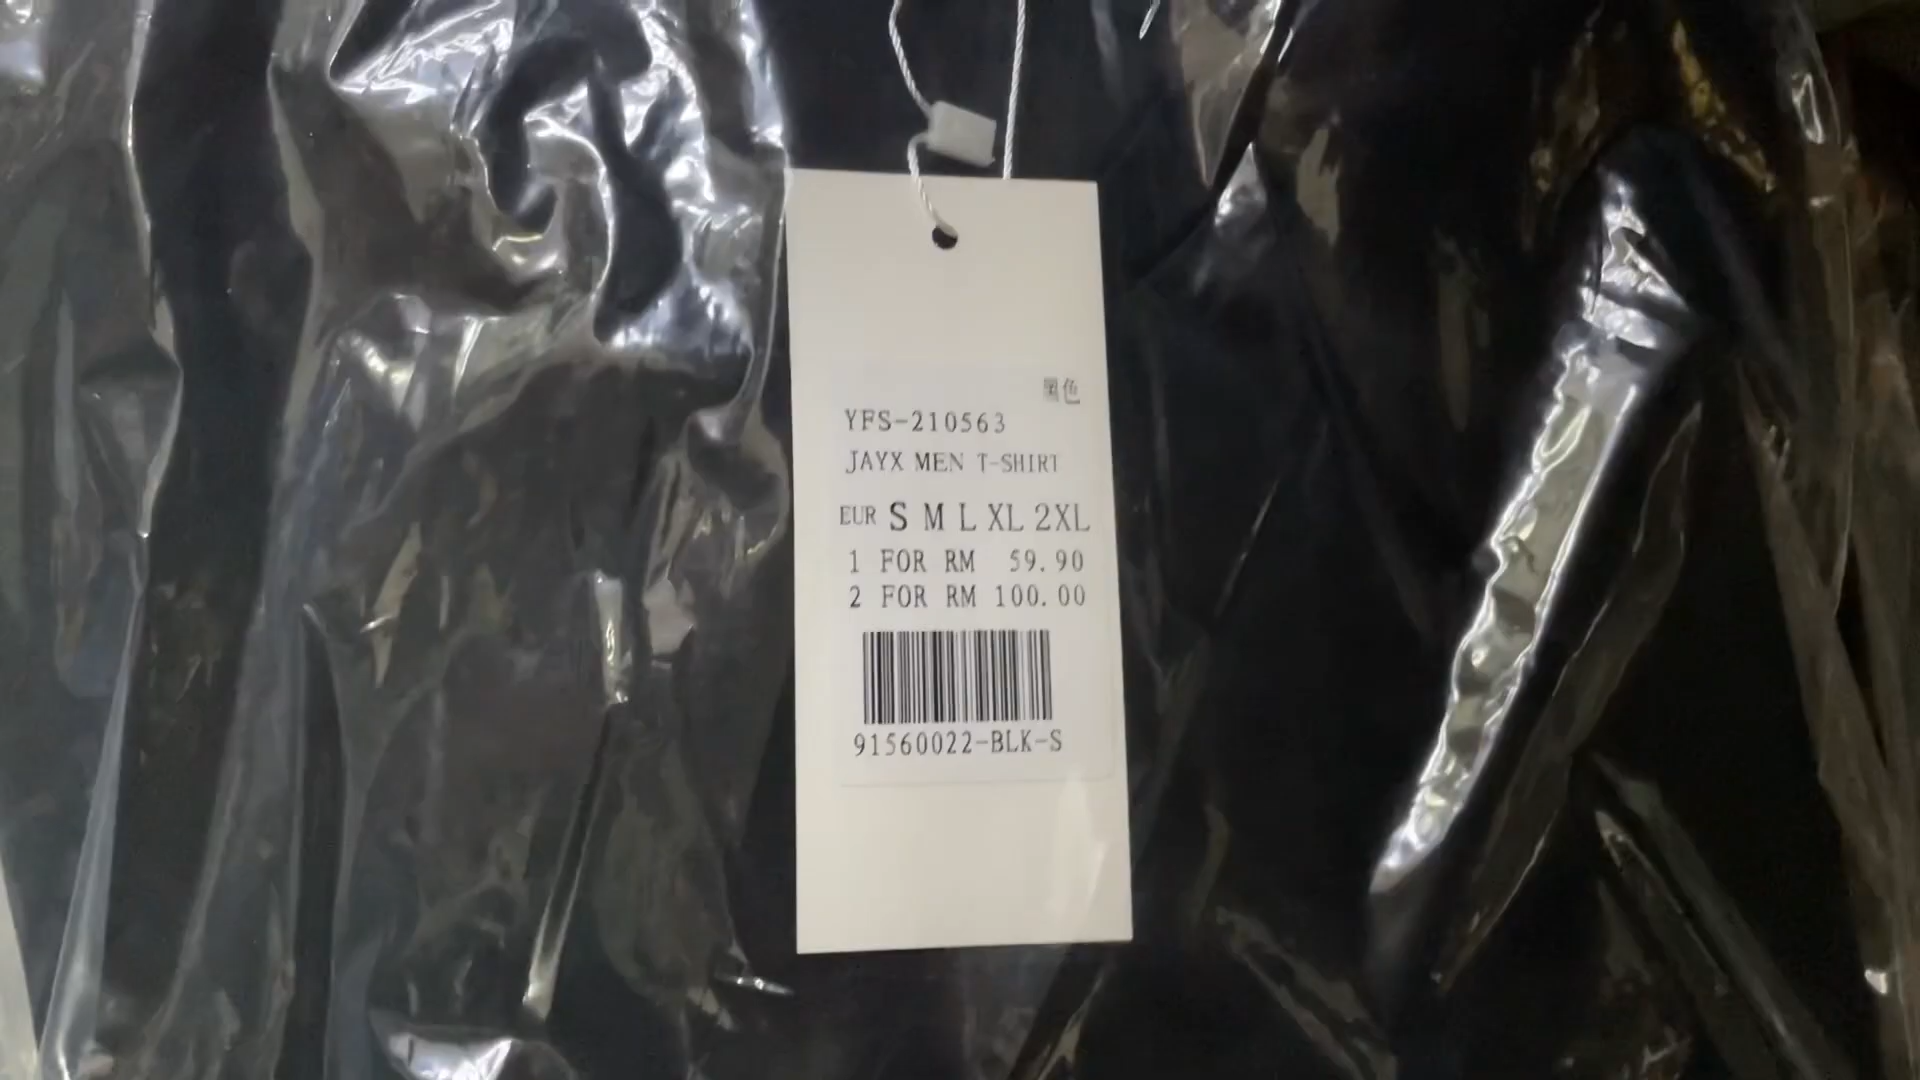 黑色
YFS-210563
JAYX MEN T-SHIRT
EUR S M L XL 2XL
1 FOR RM 59.90
2 FOR RM 100.00
91560022-BLK-S